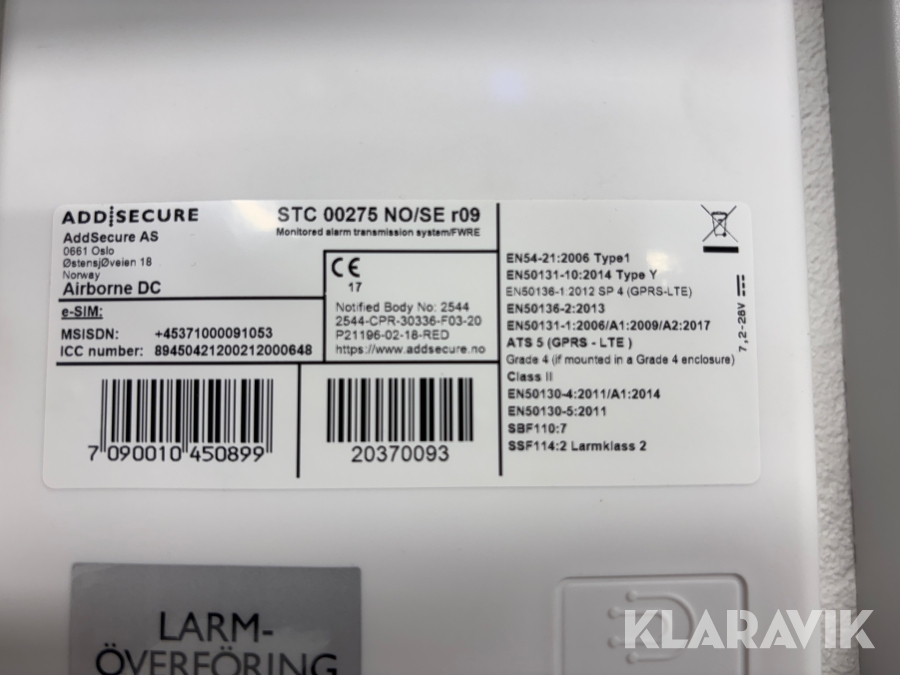 ADDSECURE
AddSecure AS
0661 Oslo
ØstensjØveien 18
Norway
Airborne DC
e-SIM:
MSISDN: +45371000091053
ICC number: 89450421200212000648
STC 00275 NO/SE r09
Monitored alarm transmission system/FWRE
CE
17
Notified Body No: 2544
2544-CPR-30336-F03-20
P21196-02-18-RED
https://www.addsecure.no
7 090010 450899
20370093
EN54-21:2006 Type1
EN50131-10:2014 Type Y
EN50136-1:2012 SP 4 (GPRS-LTE)
EN50136-2:2013
EN50131-1:2006/A1:2009/A2:2017
ATS 5 (GPRS - LTE )
Grade 4 (if mounted in a Grade 4 enclosure)
Class II
EN50130-4:2011/A1:2014
EN50130-5:2011
SBF110:7
SSF114:2 Larmklass 2
7,2-28V
LARM-
ÖVERFÖRING
KLARAVIK